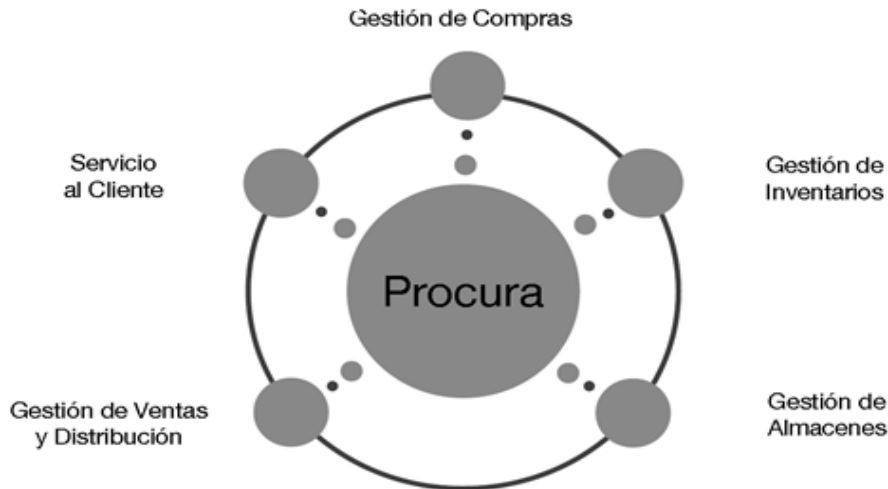 Gestión de Compras
Servicio
al Cliente
Gestión de
Inventarios
Procura
Gestión de Ventas
y Distribución
Gestión de
Almacenes